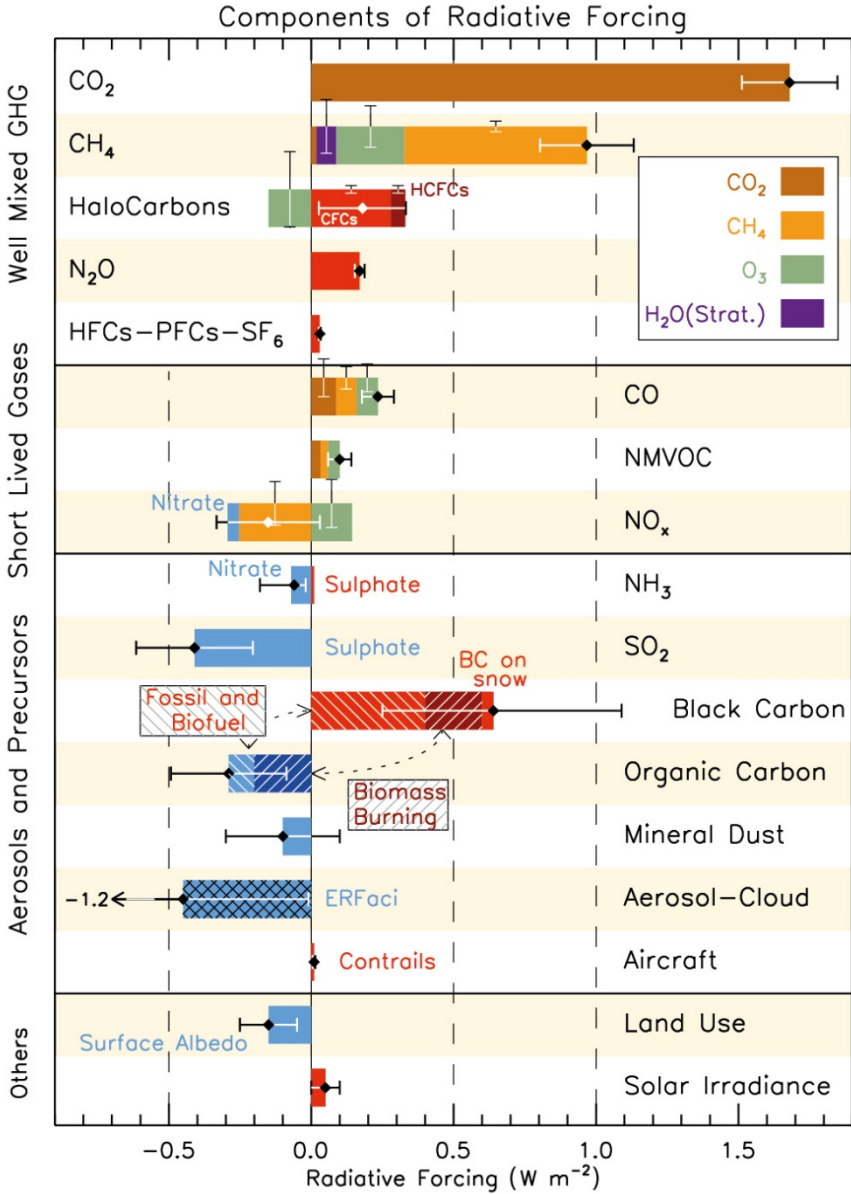 Components of Radiative Forcing
Well Mixed GHG
CO₂
CH₄
HaloCarbons
CFCs
HCFCs
N₂O
HFCs–PFCs–SF₆
CO₂
CH₄
O₃
H₂O(Strat.)
Short Lived Gases
CO
NMVOC
Nitrate
NOₓ
Aerosols and Precursors
Nitrate
Sulphate
NH₃
Sulphate
SO₂
BC on
snow
Fossil and
Biofuel
Black Carbon
Organic Carbon
Biomass
Burning
Mineral Dust
-1.2
ERFaci
Aerosol–Cloud
Contrails
Aircraft
Others
Land Use
Surface Albedo
Solar Irradiance
−0.5 0.0 0.5 1.0 1.5
Radiative Forcing (W m⁻²)